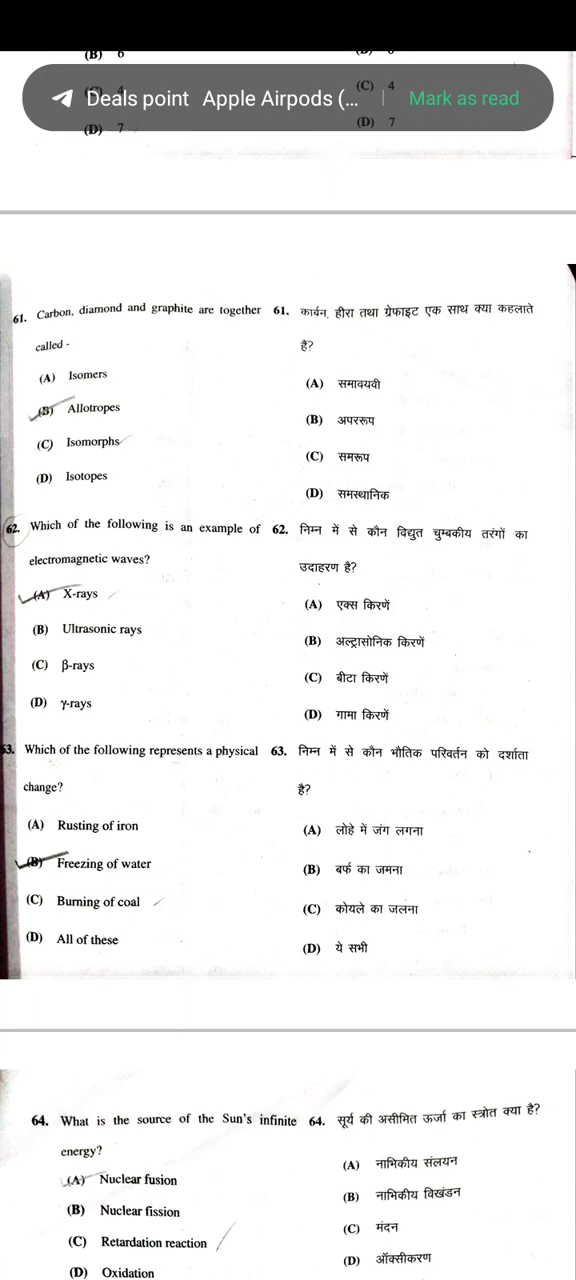 (B) 6
Deals point Apple Airpods (... Mark as read
(C) 4
(C) 4
(D) 7
(D) 7
61. Carbon, diamond and graphite are together
called -
(A) Isomers
(B) Allotropes
(C) Isomorphs
(D) Isotopes
61. कार्बन, हीरा तथा ग्रेफाइट एक साथ क्या कहलाते
हैं?
(A) समावयवी
(B) अपररूप
(C) समरूप
(D) समस्थानिक
62. Which of the following is an example of
electromagnetic waves?
(A) X-rays
(B) Ultrasonic rays
(C) β-rays
(D) γ-rays
62. निम्न में से कौन विद्युत चुम्बकीय तरंगों का
उदाहरण है?
(A) एक्स किरणें
(B) अल्ट्रासोनिक किरणें
(C) बीटा किरणें
(D) गामा किरणें
63. Which of the following represents a physical
change?
(A) Rusting of iron
(B) Freezing of water
(C) Burning of coal
(D) All of these
63. निम्न में से कौन भौतिक परिवर्तन को दर्शाता
है?
(A) लोहे में जंग लगना
(B) बर्फ का जमना
(C) कोयले का जलना
(D) ये सभी
64. What is the source of the Sun's infinite
energy?
(A) Nuclear fusion
(B) Nuclear fission
(C) Retardation reaction
(D) Oxidation
64. सूर्य की असीमित ऊर्जा का स्त्रोत क्या है?
(A) नाभिकीय संलयन
(B) नाभिकीय विखंडन
(C) मंदन
(D) ऑक्सीकरण